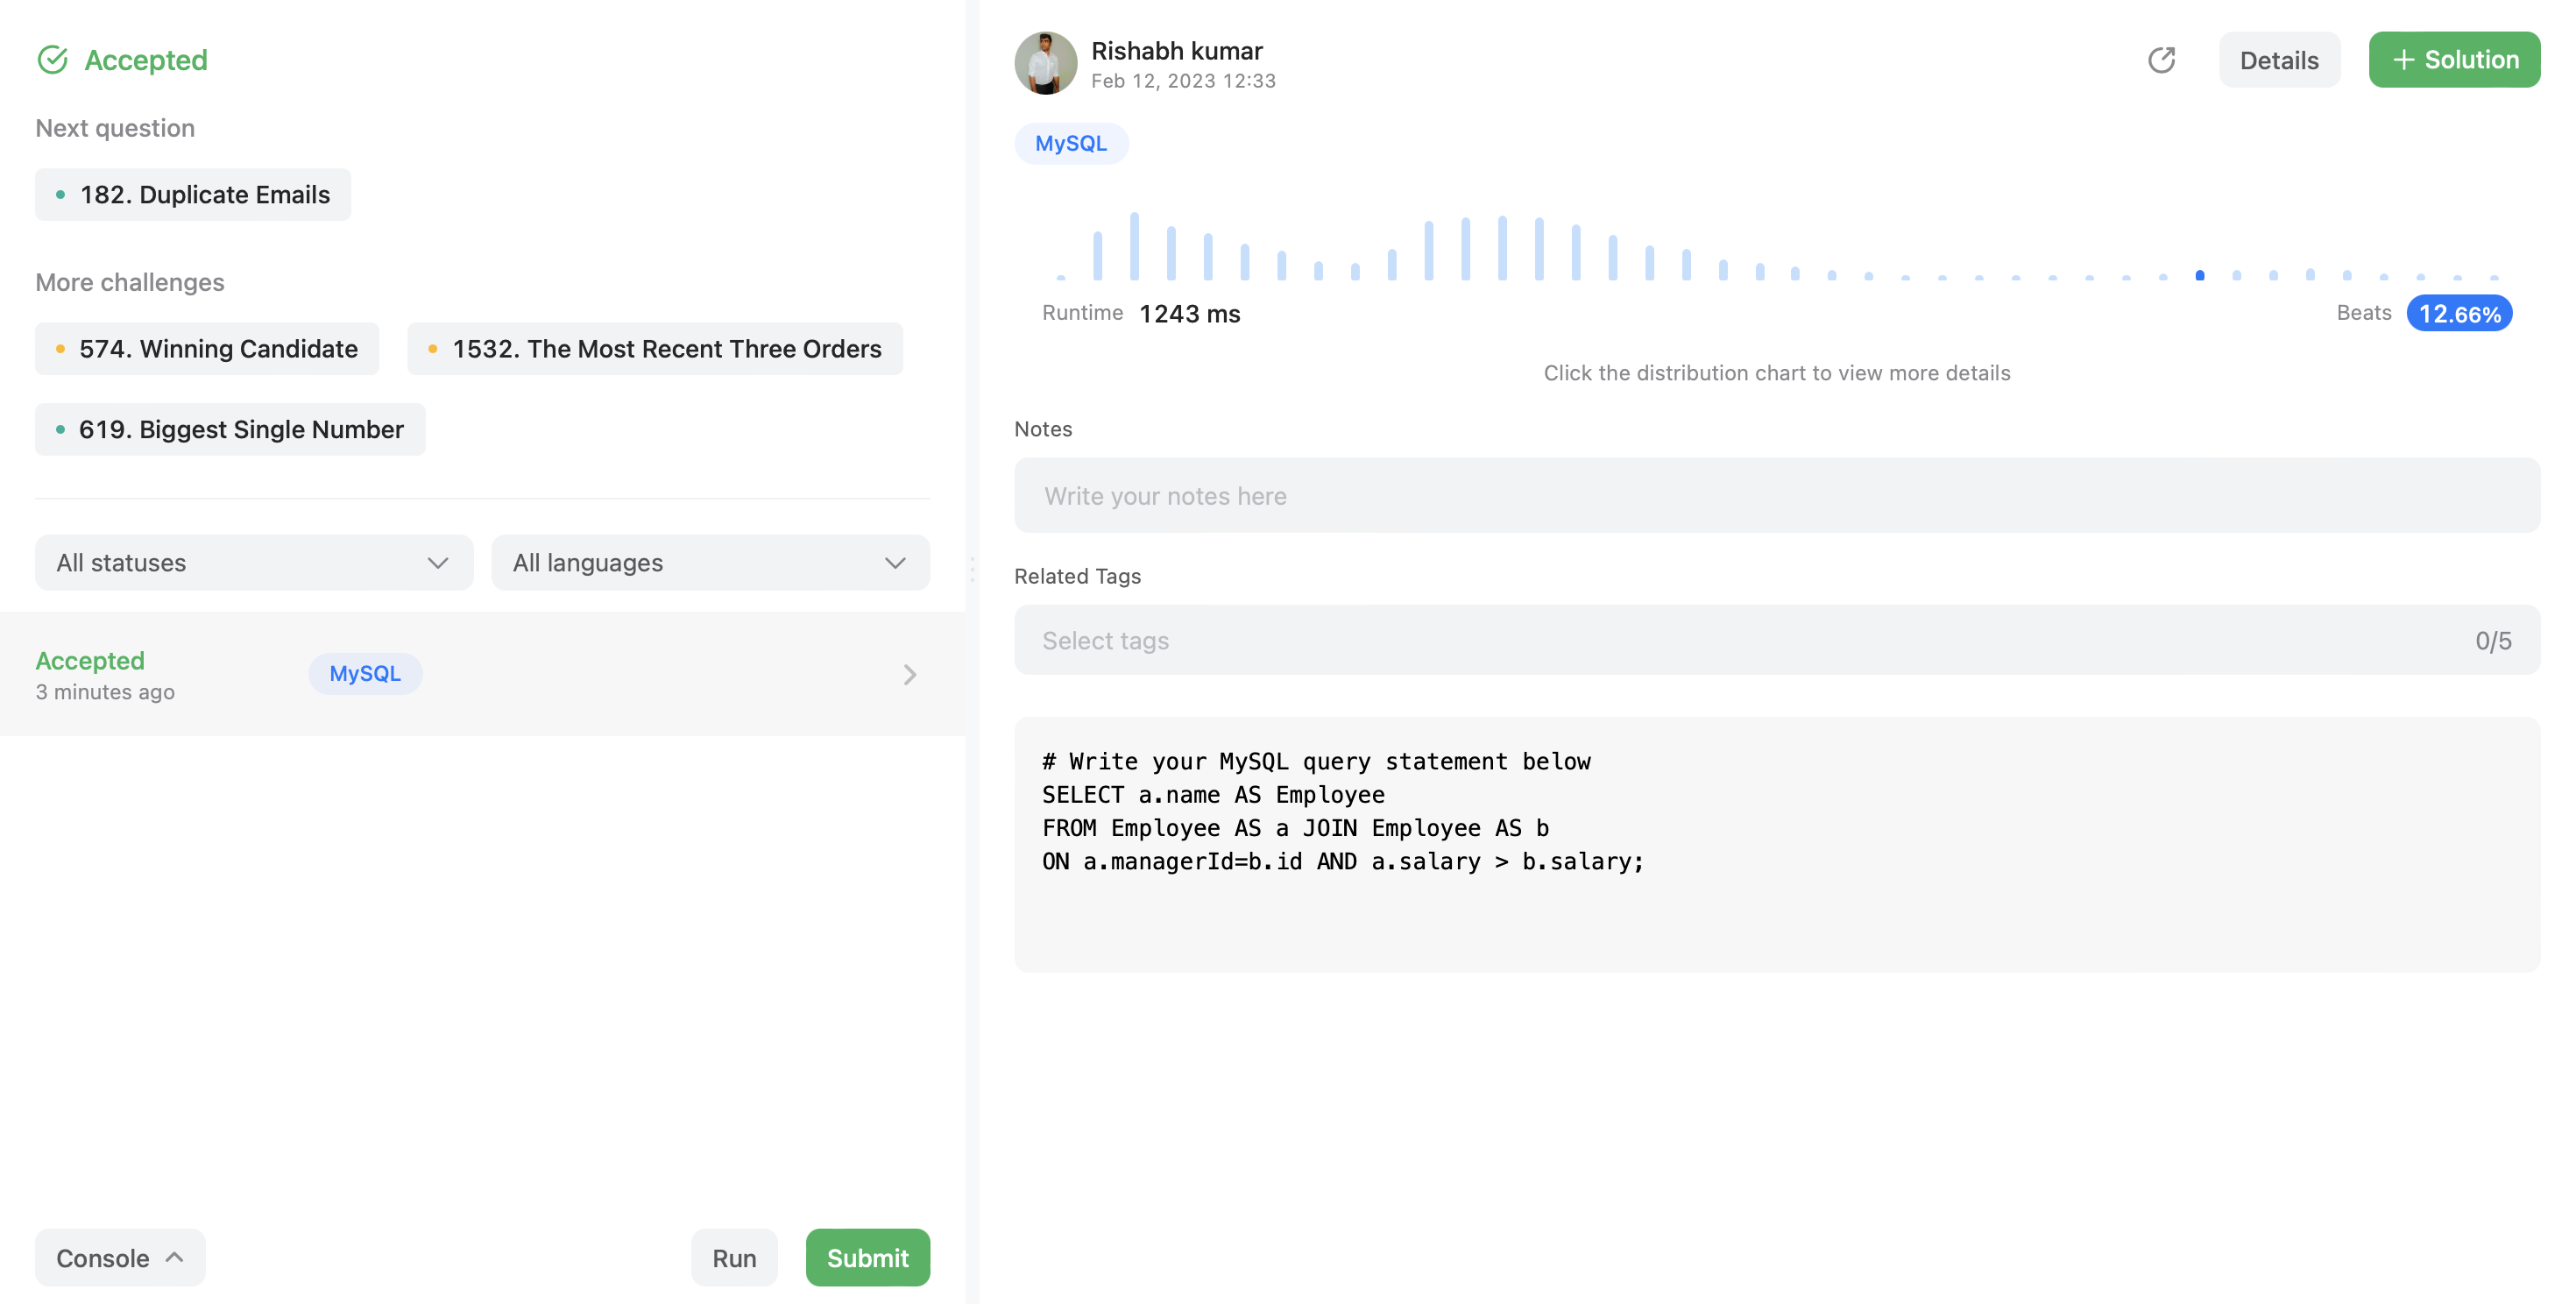 Accepted
Next question
182. Duplicate Emails
More challenges
574. Winning Candidate
1532. The Most Recent Three Orders
619. Biggest Single Number
All statuses
All languages
Accepted
3 minutes ago
MySQL
Console
Run
Submit
Rishabh kumar
Feb 12, 2023 12:33
Details
+ Solution
MySQL
Runtime 1243 ms
Beats 12.66%
Click the distribution chart to view more details
Notes
Write your notes here
Related Tags
Select tags
0/5
# Write your MySQL query statement below
SELECT a.name AS Employee
FROM Employee AS a JOIN Employee AS b
ON a.managerId=b.id AND a.salary > b.salary;